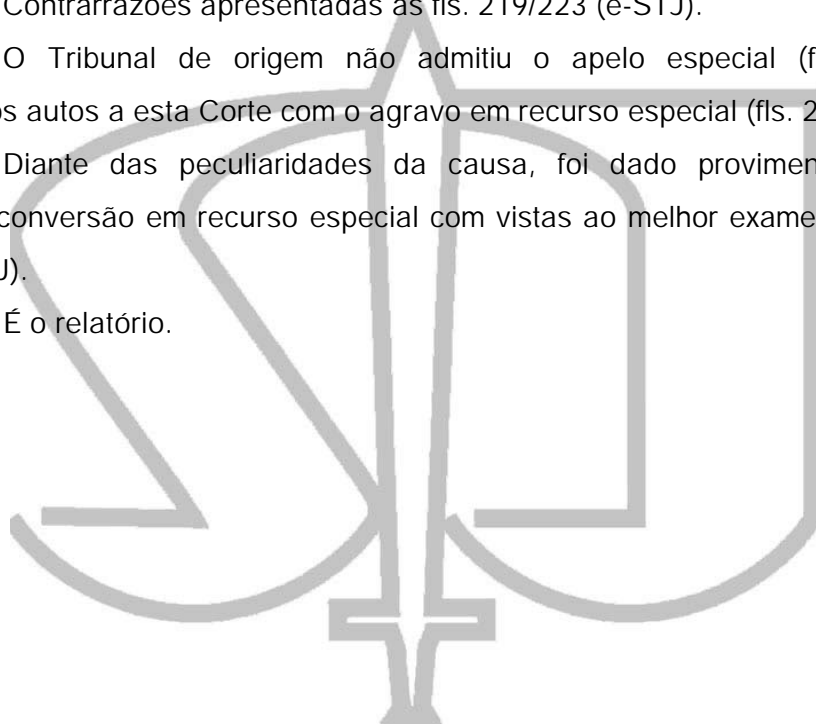 Contrarrazões apresentadas às fls. 219/223 (e-STJ).
O Tribunal de origem não admitiu o apelo especial (f
os autos a esta Corte com o agravo em recurso especial (fls. 2
Diante das peculiaridades da causa, foi dado provimen
conversão em recurso especial com vistas ao melhor exame
J).
É o relatório.